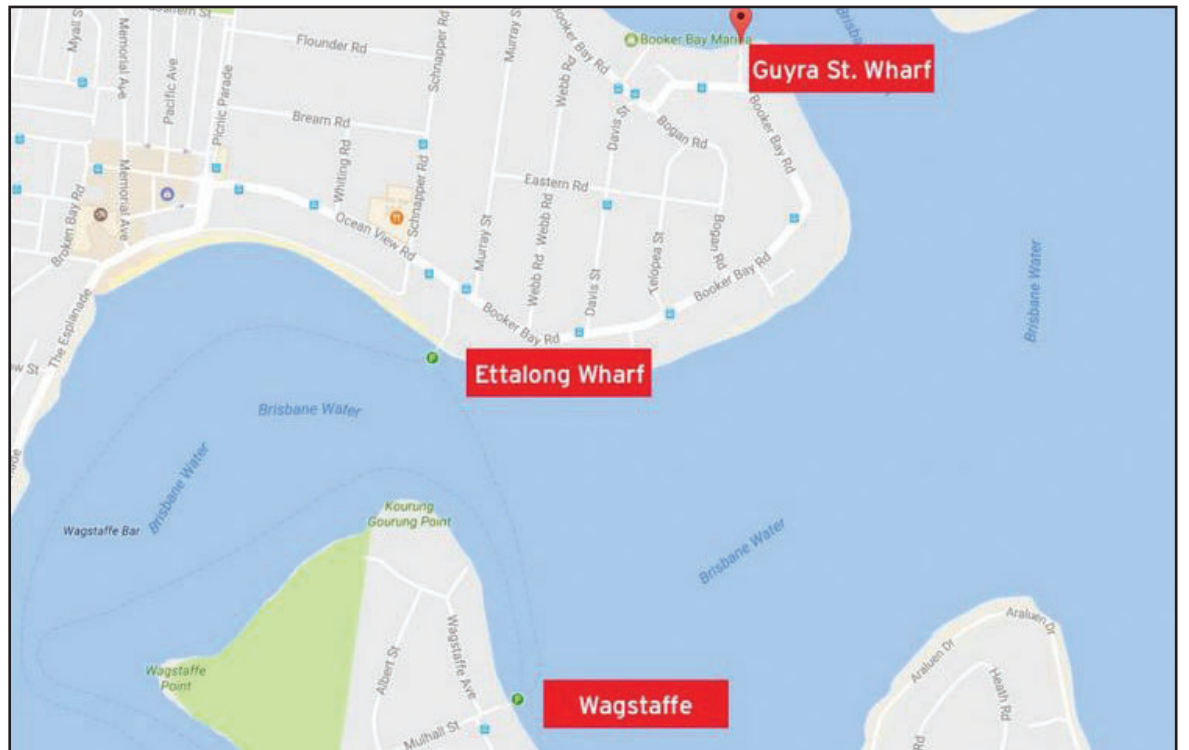 Myall St
Memorial Ave
Pacific Ave
Picnic Parade
Flounder Rd
Brearn Rd
Whiting Rd
Schnapper Rd
Schnapper Rd
Murray St
Murray St
Webb Rd
Booker Bay Rd
Booker Bay Marina
Guyra St. Wharf
Davis St
Bogan Rd
Booker Bay Rd
Eastern Rd
Broken Bay Rd
Memorial Ave
Ocean View Rd
Webb Rd
Webb Rd
Davis St
Telopea St
Bogan Rd
Booker Bay Rd
Booker Bay Rd
Brisbane Water
The Esplanade
Ettalong Wharf
Brisbane Water
Brisbane Water
Wagstaffe Bar
Kourung
Gourung Point
Brisbane Water
Wagstaffe
Point
Albert St
Wagstaffe Ave
Mulhall St
Wagstaffe
Araluen Dr
Araluen Dr
Heath Rd